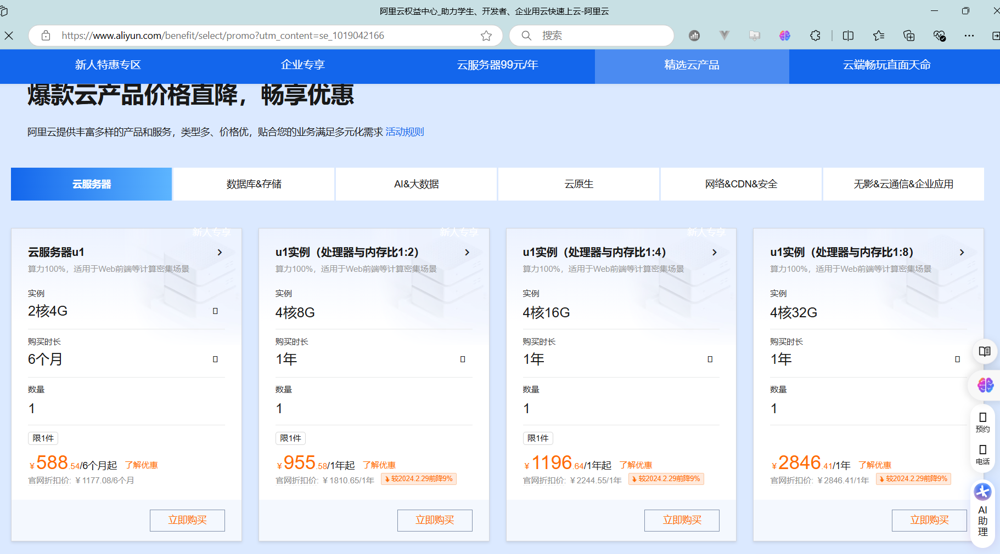 阿里云权益中心_助力学生、开发者、企业用云快速上云-阿里云
https://www.aliyun.com/benefit/select/promo?utm_content=se_1019042166
搜索
新人特惠专区
企业专享
云服务器99元/年
精选云产品
云端畅玩直面天命
爆款云产品价格直降，畅享优惠
阿里云提供丰富多样的产品和服务，类型多、价格优，贴合您的业务满足多元化需求 活动规则
云服务器
数据库&存储
AI&大数据
云原生
网络&CDN&安全
无影&云通信&企业应用
新人专享
云服务器u1
算力100%，适用于Web前端等计算密集场景
实例
2核4G
购买时长
6个月
数量
1
限1件
¥588.54/6个月起 了解优惠
官网折扣价: ¥1177.08/6个月
立即购买
新人专享
u1实例（处理器与内存比1:2）
算力100%，适用于Web前端等计算密集场景
实例
4核8G
购买时长
1年
数量
1
限1件
¥955.58/1年起 了解优惠
官网折扣价: ¥1810.65/1年 较2024.2.29前降9%
立即购买
新人专享
u1实例（处理器与内存比1:4）
算力100%，适用于Web前端等计算密集场景
实例
4核16G
购买时长
1年
数量
1
限1件
¥1196.64/1年起 了解优惠
官网折扣价: ¥2244.55/1年 较2024.2.29前降9%
立即购买
u1实例（处理器与内存比1:8）
算力100%，适用于Web前端等计算密集场景
实例
4核32G
购买时长
1年
数量
1
¥2846.41/1年 了解优惠
官网折扣价: ¥2846.41/1年 较2024.2.29前降9%
立即购买
预约
电话
AI
助
理